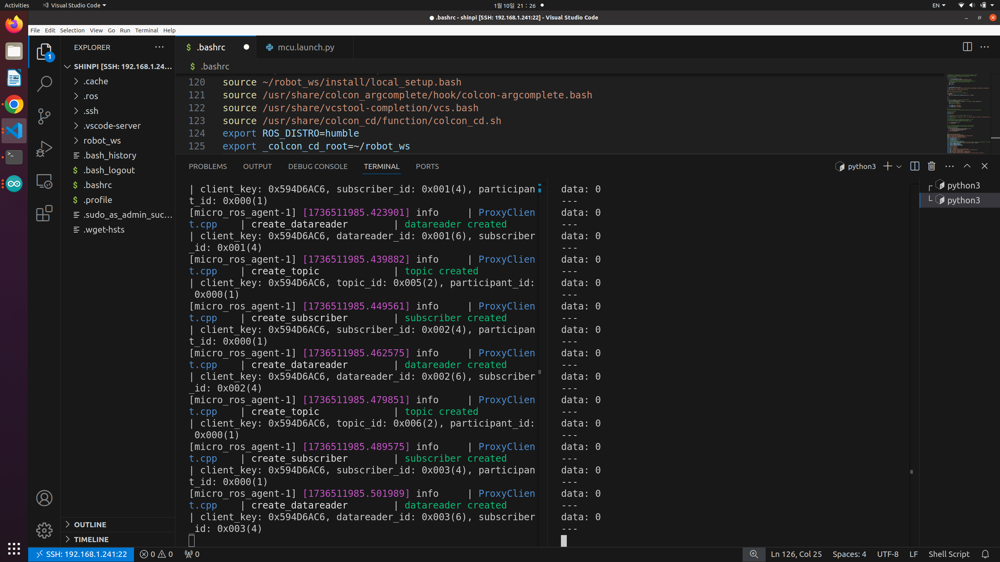 Activities
Visual Studio Code
1월 10일 21 : 26
EN
.bashrc - shinpi [SSH: 192.168.1.241:22] - Visual Studio Code
File Edit Selection View Go Run Terminal Help
1
EXPLORER
SHINPI [SSH: 192.168.1.24...
.cache
.ros
.ssh
.vscode-server
robot_ws
.bash_history
.bash_logout
.bashrc
.profile
.sudo_as_admin_suc...
.wget-hsts
OUTLINE
TIMELINE
.bashrc
mcu.launch.py
.bashrc
120 source ~/robot_ws/install/local_setup.bash
121 source /usr/share/colcon_argcomplete/hook/colcon-argcomplete.bash
122 source /usr/share/vcstool-completion/vcs.bash
123 source /usr/share/colcon_cd/function/colcon_cd.sh
124 export ROS_DISTRO=humble
125 export _colcon_cd_root=~/robot_ws
PROBLEMS OUTPUT DEBUG CONSOLE TERMINAL PORTS
python3
| client_key: 0x594D6AC6, subscriber_id: 0x001(4), participan
t_id: 0x000(1)
[micro_ros_agent-1] [1736511985.423901] info | ProxyClien
t.cpp | create_datareader | datareader created
| client_key: 0x594D6AC6, datareader_id: 0x001(6), subscriber
_id: 0x001(4)
[micro_ros_agent-1] [1736511985.439882] info | ProxyClien
t.cpp | create_topic | topic created
| client_key: 0x594D6AC6, topic_id: 0x005(2), participant_id:
0x000(1)
[micro_ros_agent-1] [1736511985.449561] info | ProxyClien
t.cpp | create_subscriber | subscriber created
| client_key: 0x594D6AC6, subscriber_id: 0x002(4), participan
t_id: 0x000(1)
[micro_ros_agent-1] [1736511985.462575] info | ProxyClien
t.cpp | create_datareader | datareader created
| client_key: 0x594D6AC6, datareader_id: 0x002(6), subscriber
_id: 0x002(4)
[micro_ros_agent-1] [1736511985.479851] info | ProxyClien
t.cpp | create_topic | topic created
| client_key: 0x594D6AC6, topic_id: 0x006(2), participant_id:
0x000(1)
[micro_ros_agent-1] [1736511985.489575] info | ProxyClien
t.cpp | create_subscriber | subscriber created
| client_key: 0x594D6AC6, subscriber_id: 0x003(4), participan
t_id: 0x000(1)
[micro_ros_agent-1] [1736511985.501989] info | ProxyClien
t.cpp | create_datareader | datareader created
| client_key: 0x594D6AC6, datareader_id: 0x003(6), subscriber
_id: 0x003(4)
data: 0
---
data: 0
---
data: 0
---
data: 0
---
data: 0
---
data: 0
---
data: 0
---
data: 0
---
data: 0
---
data: 0
---
data: 0
---
data: 0
---
data: 0
---
data: 0
---
data: 0
---
python3
python3
SSH: 192.168.1.241:22
0 0
0
Ln 126, Col 25
Spaces: 4
UTF-8
LF
Shell Script